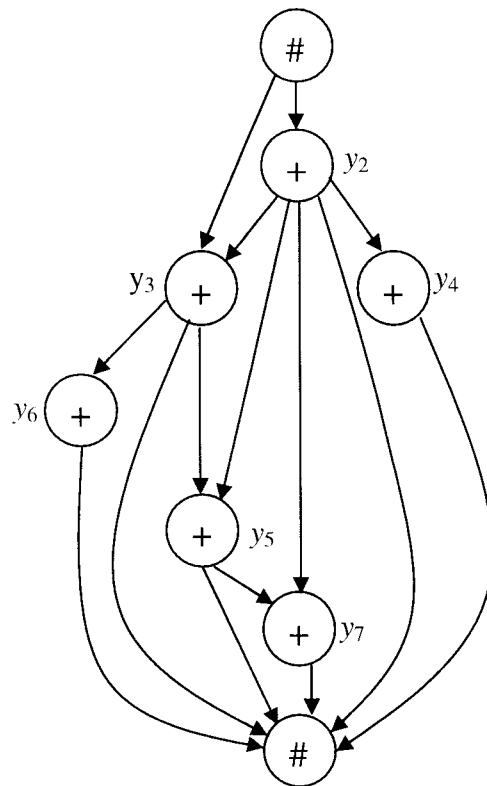 #
+ y2
y3 + + y4
y6 +
+ y5
+ y7
#